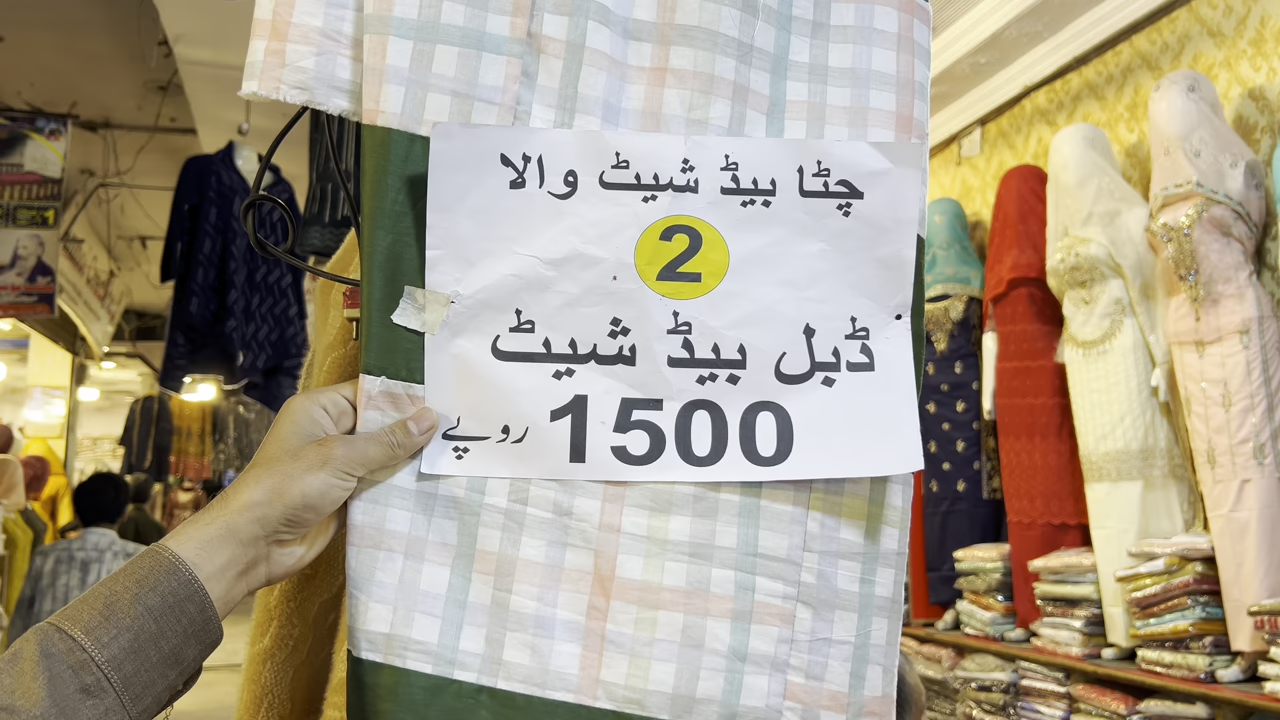 چٹا بیڈ شیٹ والا
2
ڈبل بیڈ شیٹ
1500 روپے